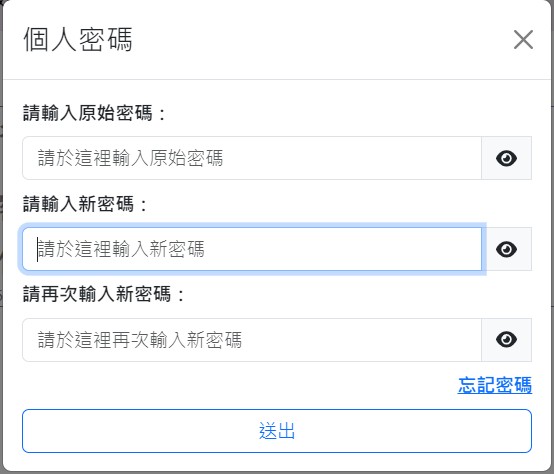 個人密碼
請輸入原始密碼：
請於這裡輸入原始密碼
請輸入新密碼：
請於這裡輸入新密碼
請再次輸入新密碼：
請於這裡再次輸入新密碼
忘記密碼
送出